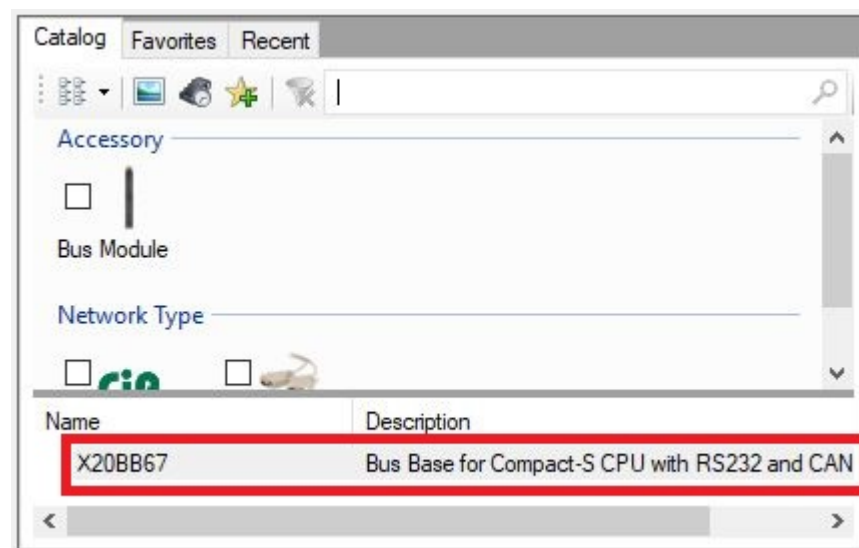 Catalog Favorites Recent
Accessory
Bus Module
Network Type
Name Description
X20BB67 Bus Base for Compact-S CPU with RS232 and CAN